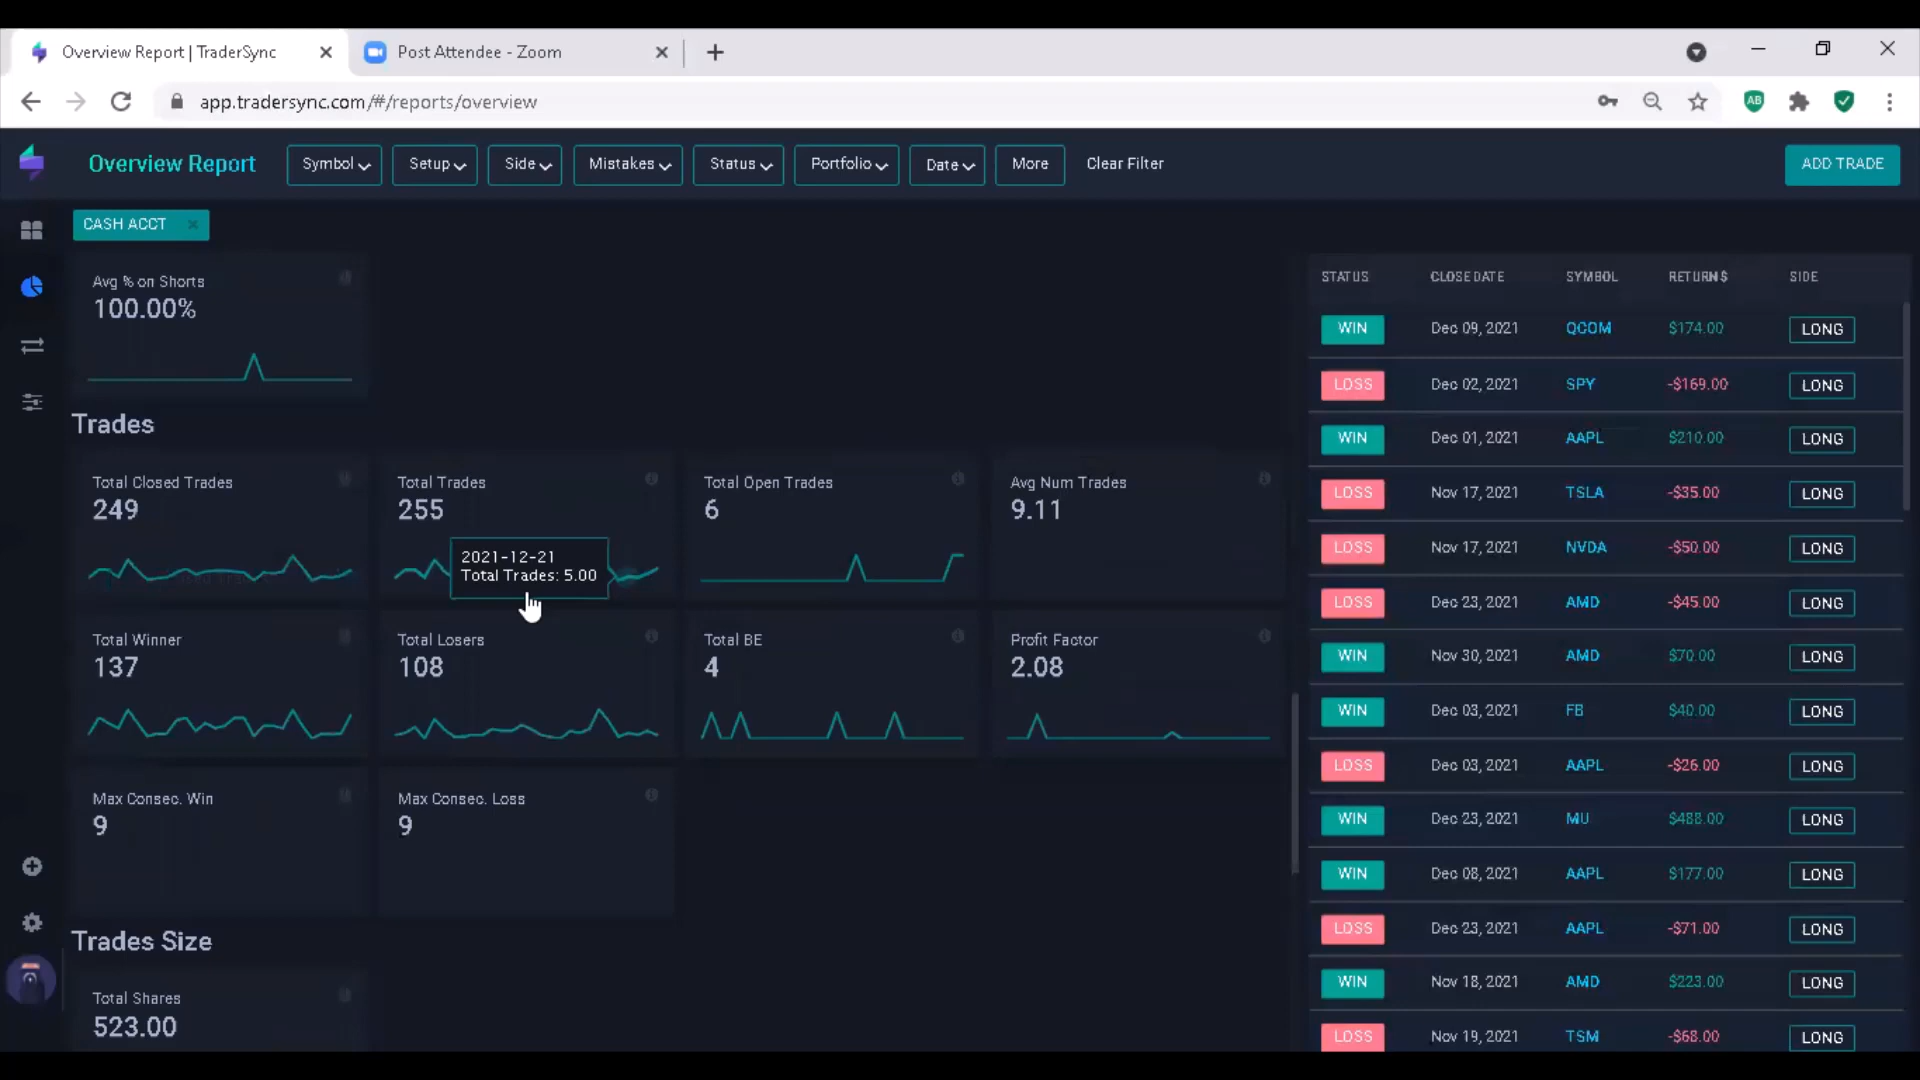 Overview Report | TraderSync
Post Attendee - Zoom
app.tradersync.com/#/reports/overview
AB
Overview Report
Symbol
Setup
Side
Mistakes
Status
Portfolio
Date
More
Clear Filter
ADD TRADE
CASH ACCT
Avg % on Shorts
100.00%
Trades
Total Closed Trades
249
Total Trades
255
Total Open Trades
6
Avg Num Trades
9.11
2021-12-21
Total Trades: 5.00
Total Winner
137
Total Losers
108
Total BE
4
Profit Factor
2.08
Max Consec. Win
9
Max Consec. Loss
9
Trades Size
Total Shares
523.00
STATUS CLOSE DATE SYMBOL RETURN $ SIDE
WIN Dec 09, 2021 QCOM $174.00 LONG
LOSS Dec 02, 2021 SPY -$169.00 LONG
WIN Dec 01, 2021 AAPL $210.00 LONG
LOSS Nov 17, 2021 TSLA -$35.00 LONG
LOSS Nov 17, 2021 NVDA -$50.00 LONG
LOSS Dec 23, 2021 AMD -$45.00 LONG
WIN Nov 30, 2021 AMD $70.00 LONG
WIN Dec 03, 2021 FB $40.00 LONG
LOSS Dec 03, 2021 AAPL -$26.00 LONG
WIN Dec 23, 2021 MU $488.00 LONG
WIN Dec 08, 2021 AAPL $177.00 LONG
LOSS Dec 23, 2021 AAPL -$71.00 LONG
WIN Nov 18, 2021 AMD $223.00 LONG
LOSS Nov 19, 2021 TSM -$68.00 LONG